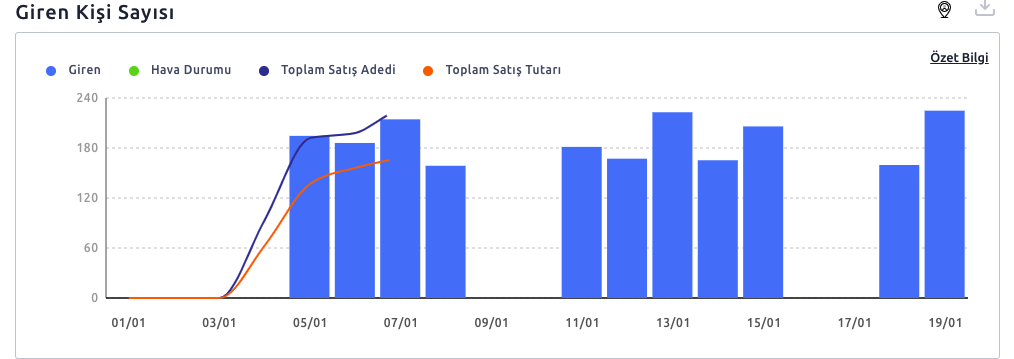 Giren Kişi Sayısı
Özet Bilgi
Giren Hava Durumu Toplam Satış Adedi Toplam Satış Tutarı
240
180
120
60
0
01/01 03/01 05/01 07/01 09/01 11/01 13/01 15/01 17/01 19/01